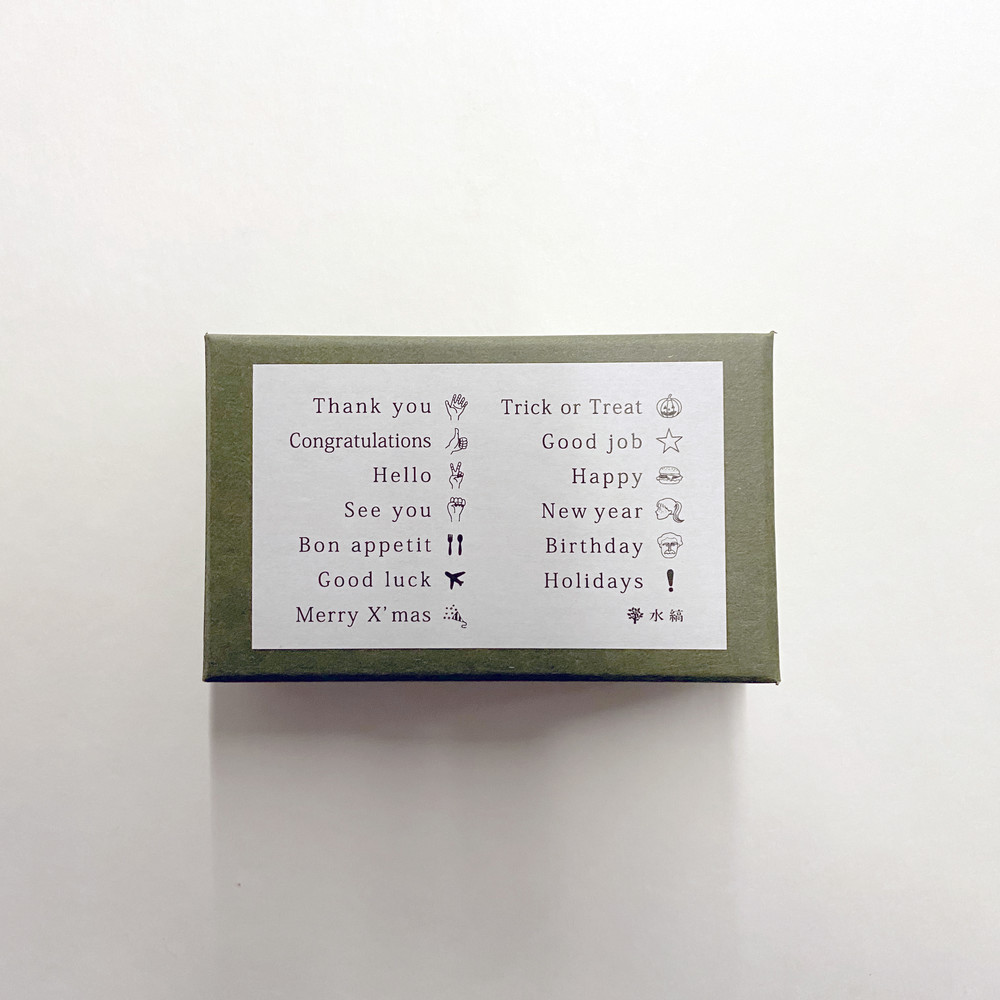 Thank you
Congratulations
Hello
See you
Bon appetit
Good luck
Merry X'mas
Trick or Treat
Good job
Happy
New year
Birthday
Holidays
水縞